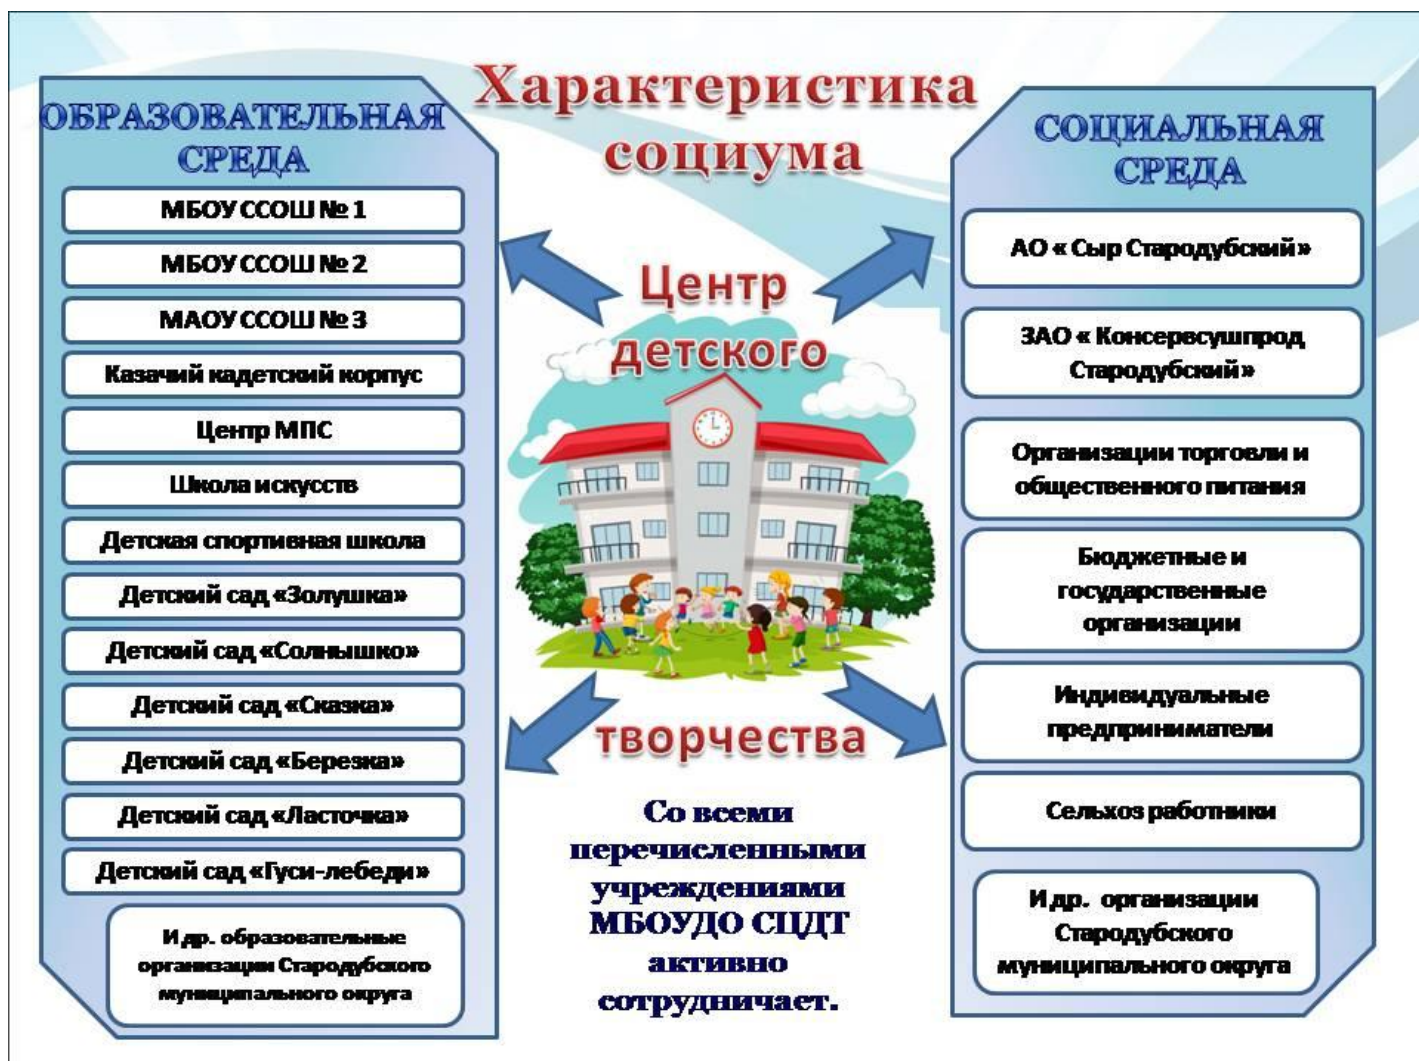 Характеристика
социума
ОБРАЗОВАТЕЛЬНАЯ
СРЕДА
МБОУ ССОШ № 1
МБОУ ССОШ № 2
МАОУ ССОШ № 3
Казачий кадетский корпус
Центр МПС
Школа искусств
Детская спортивная школа
Детский сад «Золушка»
Детский сад «Солнышко»
Детский сад «Сказка»
Детский сад «Березка»
Детский сад «Ласточка»
Детский сад «Гуси-лебеди»
И др. образовательные
организации Стародубского
муниципального округа
Центр
детского
творчества
Со всеми
перечисленными
учреждениями
МБОУДО СЦДТ
активно
сотрудничает.
СОЦИАЛЬНАЯ
СРЕДА
АО « Сыр Стародубский»
ЗАО « Консервсушпрод
Стародубский»
Организации торговли и
общественного питания
Бюджетные и
государственные
организации
Индивидуальные
предприниматели
Сельхоз работники
И др. организации
Стародубского
муниципального округа